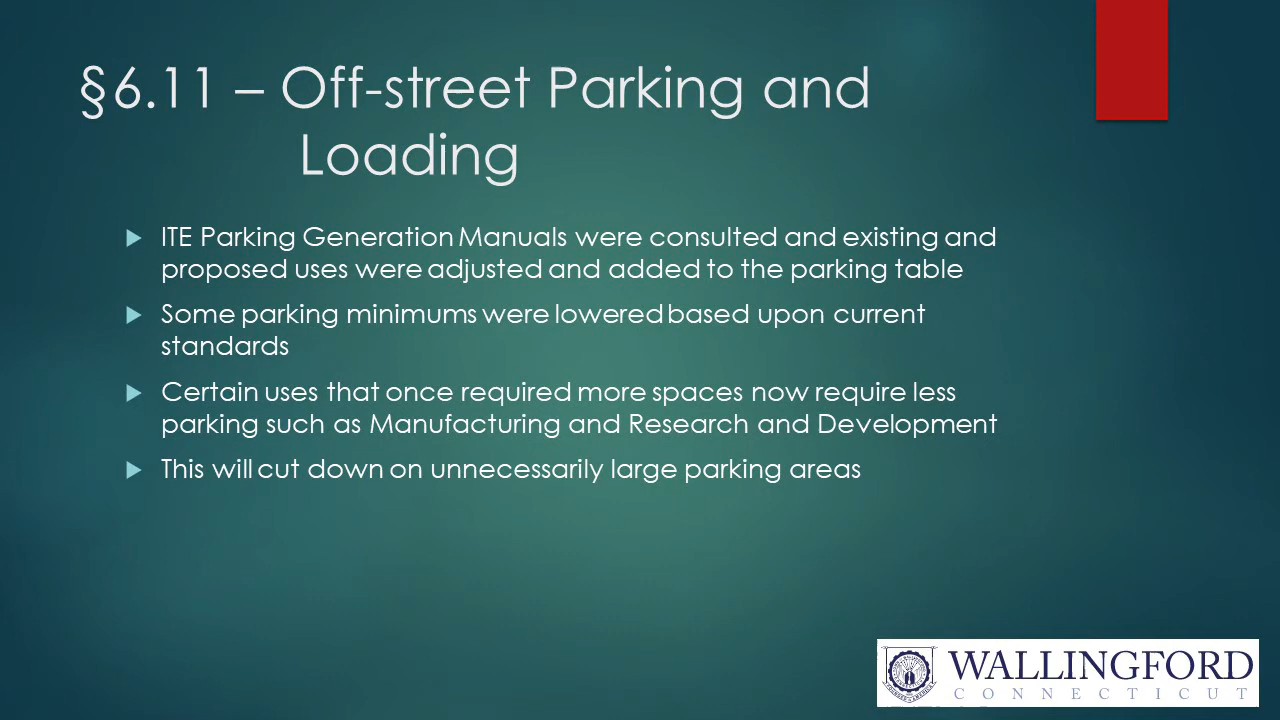 §6.11 – Off-street Parking and
Loading
ITE Parking Generation Manuals were consulted and existing and
proposed uses were adjusted and added to the parking table
Some parking minimums were lowered based upon current
standards
Certain uses that once required more spaces now require less
parking such as Manufacturing and Research and Development
This will cut down on unnecessarily large parking areas
WALLINGFORD
CONNECTICUT